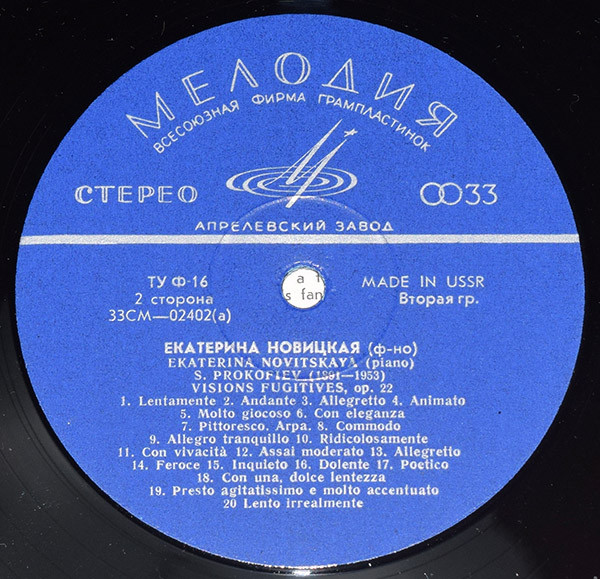 МЕЛОДИЯ
ВСЕСОЮЗНАЯ ФИРМА ГРАМПЛАСТИНОК
СТЕРЕО
33
АПРЕЛЕВСКИЙ ЗАВОД
ТУ Ф-16
2 сторона
33СМ—02402(а)
a f
s fan
MADE IN USSR
Вторая гр.
ЕКАТЕРИНА НОВИЦКАЯ (ф-но)
EKATERINA NOVITSKAYA (piano)
S. PROKOFIEV (1891—1953)
VISIONS FUGITIVES, op. 22
1. Lentamente 2. Andante 3. Allegretto 4. Animato
5. Molto giocoso 6. Con eleganza
7. Pittoresco. Arpa. 8. Commodo
9. Allegro tranquillo 10. Ridicolosamente
11. Con vivacità 12. Assai moderato 13. Allegretto
14. Feroce 15. Inquieto 16. Dolente 17. Poetico
18. Con una, dolce lentezza
19. Presto agitatissimo e molto accentuato
20 Lento irrealmente